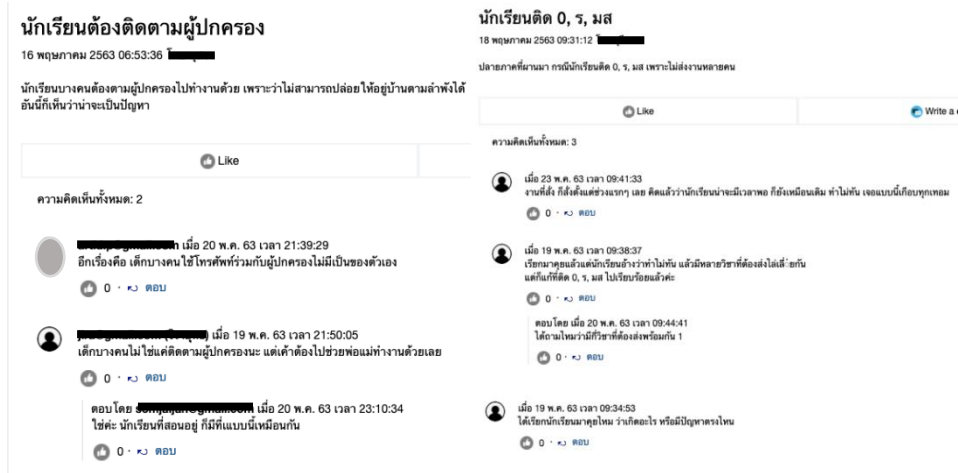 นักเรียนต้องติดตามผู้ปกครอง
16 พฤษภาคม 2563 06:53:36
นักเรียนบางคนต้องตามผู้ปกครองไปทำงานด้วย เพราะว่าไม่สามารถปล่อยให้อยู่บ้านตามลำพังได้
อันนี้ก็เห็นว่าน่าจะเป็นปัญหา
Like
ความคิดเห็นทั้งหมด: 2
เมื่อ 20 พ.ค. 63 เวลา 21:39:29
อีกเรื่องคือ เด็กบางคนใช้โทรศัพท์ร่วมกับผู้ปกครองไม่มีเป็นของตัวเอง
0 · ตอบ
เมื่อ 19 พ.ค. 63 เวลา 21:50:05
เด็กบางคนไม่ใช่แค่ติดตามผู้ปกครองนะ แต่เค้าต้องไปช่วยพ่อแม่ทำงานด้วยเลย
0 · ตอบ
ตอบโดย เมื่อ 20 พ.ค. 63 เวลา 23:10:34
ใช่ค่ะ นักเรียนที่สอนอยู่ ก็มีที่แบบนี้เหมือนกัน
0 · ตอบ
นักเรียนติด 0, ร, มส
18 พฤษภาคม 2563 09:31:12
ปลายภาคที่ผ่านมา กรณีนักเรียนติด 0, ร, มส เพราะไม่ส่งงานหลายคน
Like
Write a
ความคิดเห็นทั้งหมด: 3
เมื่อ 23 พ.ค. 63 เวลา 09:41:33
งานที่สั่ง ก็สั่งตั้งแต่ช่วงแรกๆ เลย คิดแล้วว่านักเรียนน่าจะมีเวลาพอ ก็ยังเหมือนเดิม ทำไม่ทัน เจอแบบนี้เกือบทุกเทอม
0 · ตอบ
เมื่อ 19 พ.ค. 63 เวลา 09:38:37
เรียกมาคุยแล้วแต่นักเรียนอ้างว่าทำไม่ทัน แล้วมีหลายวิชาที่ต้องส่งไล่เลี่ยกัน
แต่ก็แก้ที่ติด 0, ร, มส ไปเรียบร้อยแล้วค่ะ
0 · ตอบ
ตอบโดย เมื่อ 20 พ.ค. 63 เวลา 09:44:41
ได้ถามไหมว่ามีกี่วิชาที่ต้องส่งพร้อมกัน 1
0 · ตอบ
เมื่อ 19 พ.ค. 63 เวลา 09:34:53
ได้เรียกนักเรียนมาคุยไหม ว่าเกิดอะไร หรือมีปัญหาตรงไหน
0 · ตอบ